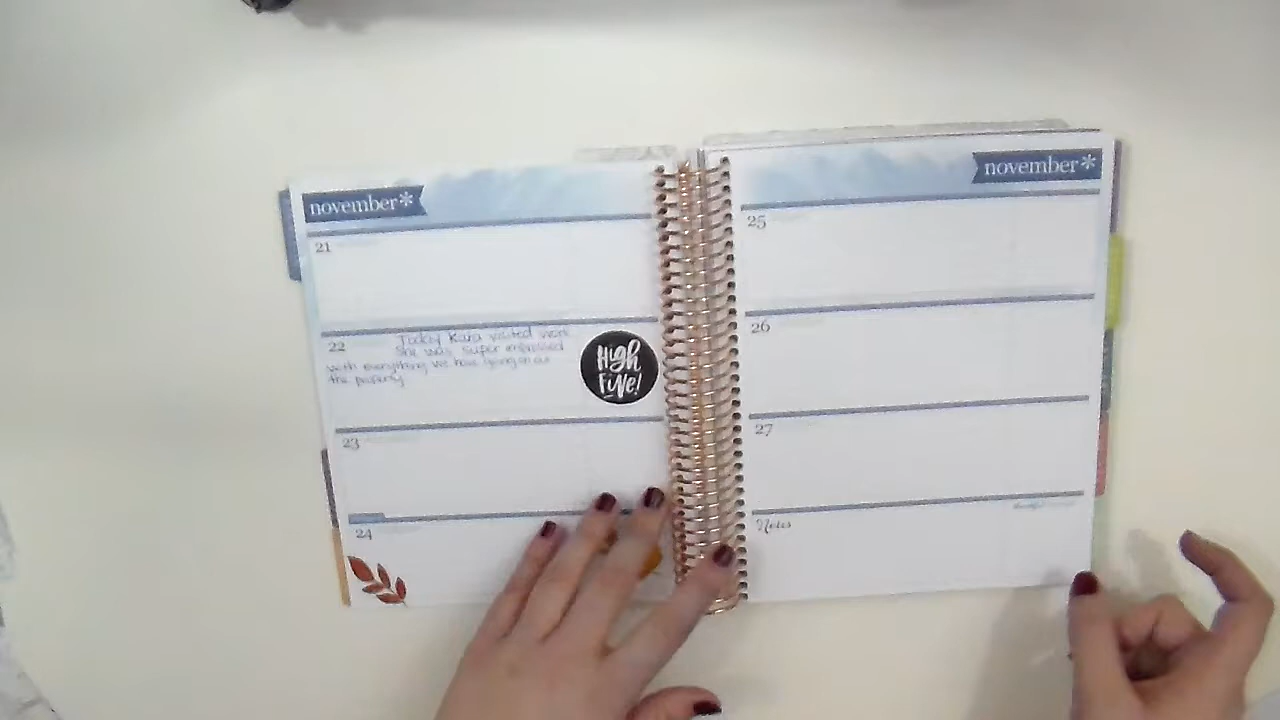 november*
21
22
Today Kara visited work
She was super impressed
with everything we have going on at
the property
HIGH
FIVE!
23
24
november*
25
26
27
Notes